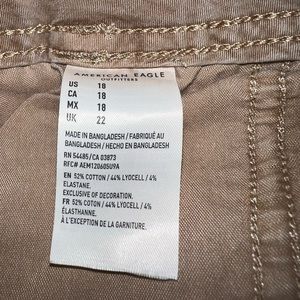 AMERICAN EAGLE
OUTFITTERS
US 18
CA 18
MX 18
UK 22
MADE IN BANGLADESH / FABRIQUÉ AU
BANGLADESH / HECHO EN BANGLADESH
RN 54485/CA 03873
RFC# AEM120605U9A
EN 52% COTTON / 44% LYOCELL / 4%
ELASTHANE.
EXCLUSIVE OF DECORATION.
FR 52% COTON / 44% LYOCELL / 4%
ÉLASTHANNE.
À L'EXCLUSION DE LA GARNITURE.